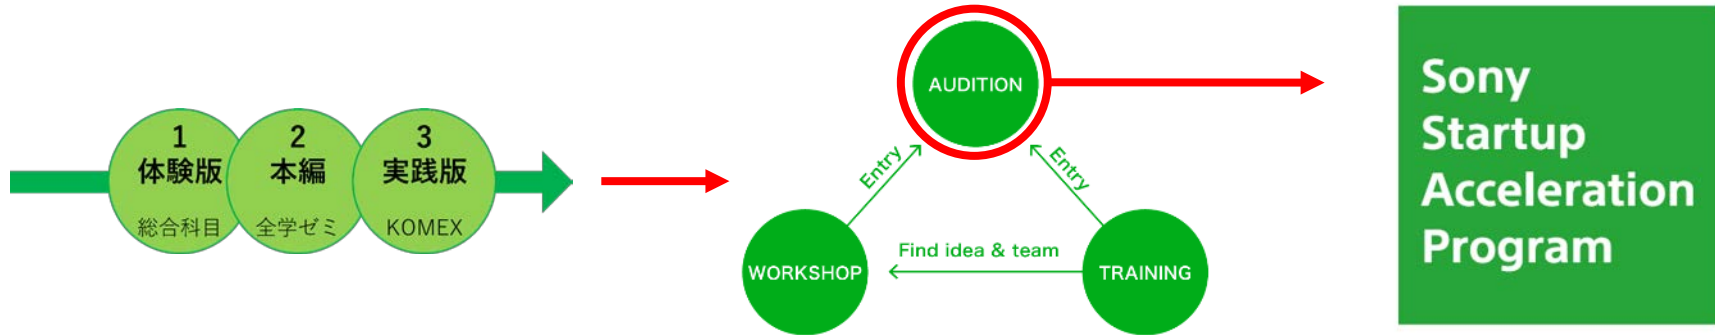 1
体験版
総合科目
2
本編
全学ゼミ
3
実践版
KOMEX
AUDITION
Entry
Entry
WORKSHOP
Find idea & team
TRAINING
Sony
Startup
Acceleration
Program